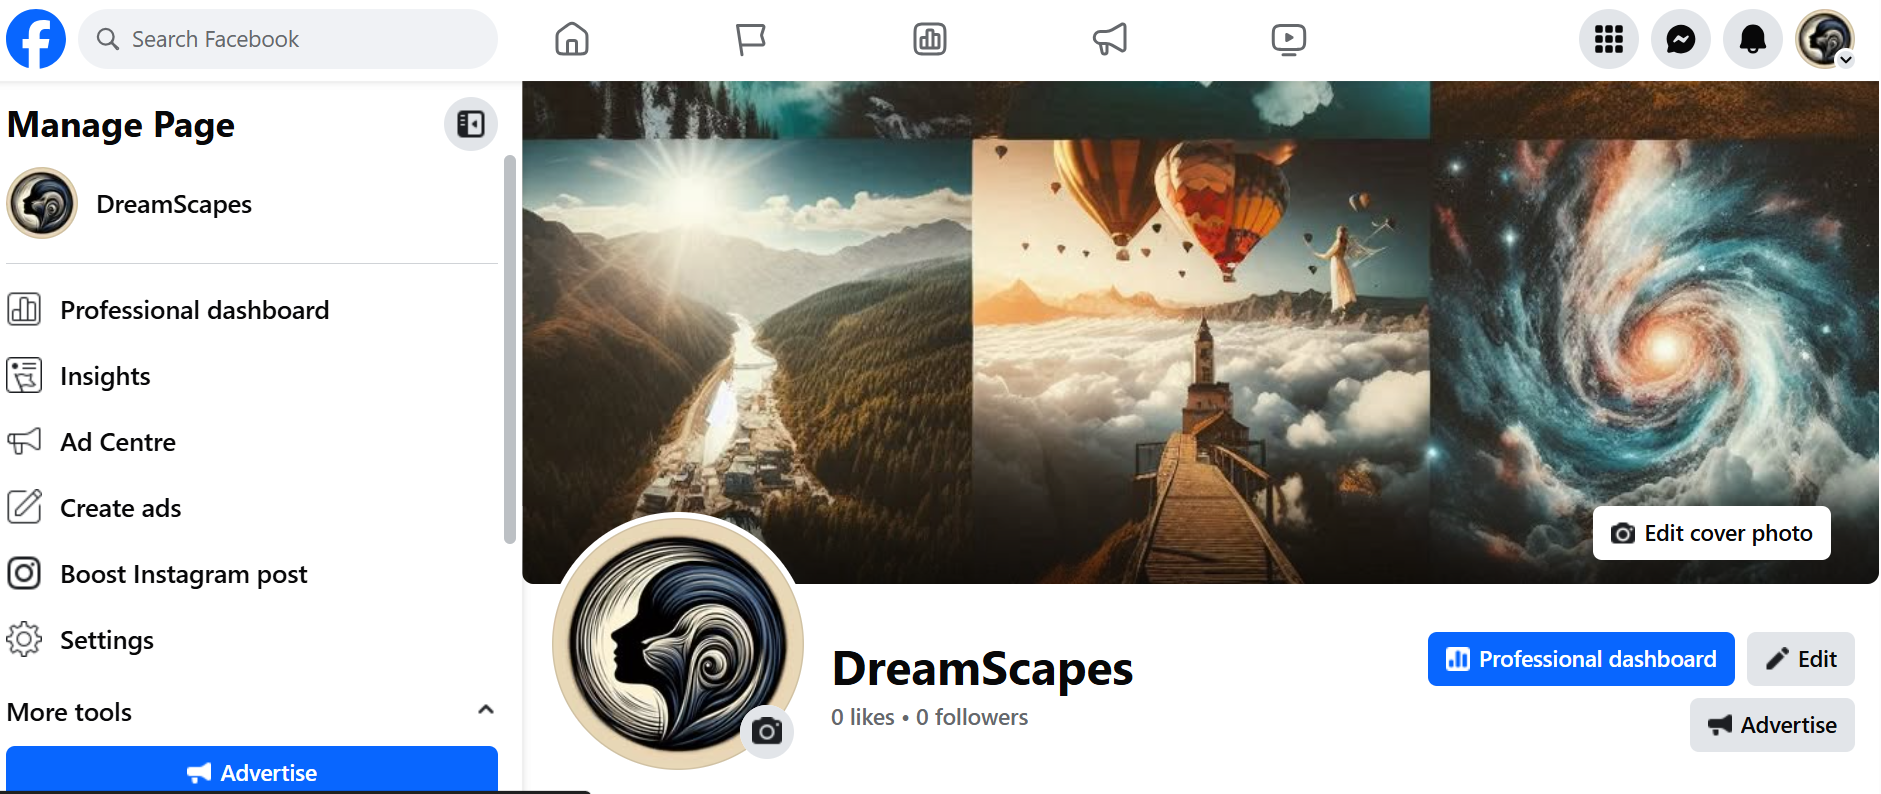 Search Facebook
Manage Page
DreamScapes
Professional dashboard
Insights
Ad Centre
Create ads
Boost Instagram post
Settings
More tools
Advertise
Edit cover photo
DreamScapes
0 likes • 0 followers
Professional dashboard
Edit
Advertise